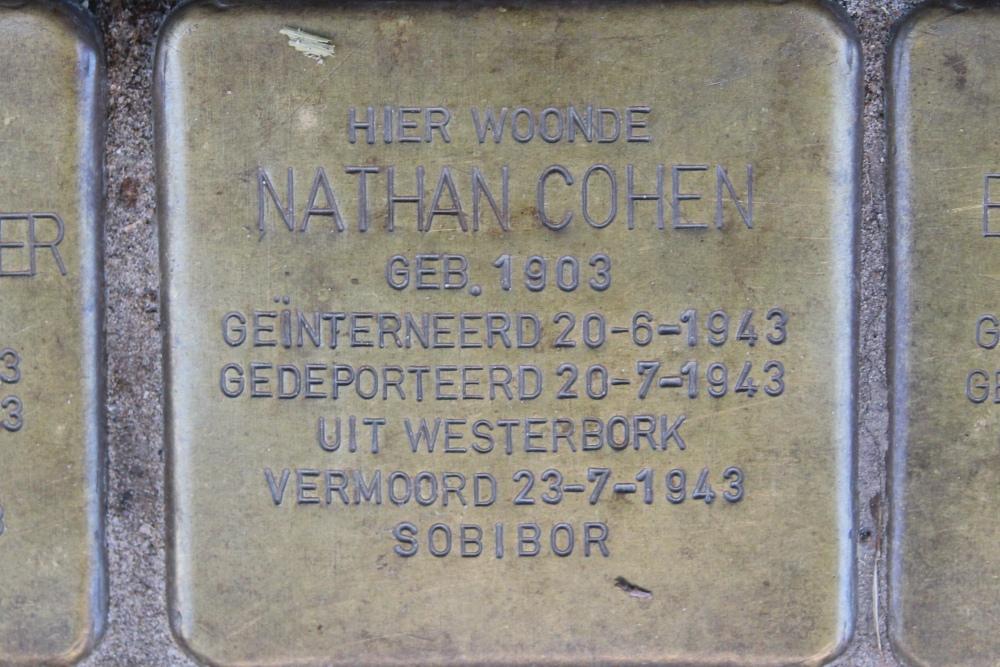 HIER WOONDE
NATHAN COHEN
GEB. 1903
GEÏNTERNEERD 20-6-1943
GEDEPORTEERD 20-7-1943
UIT WESTERBORK
VERMOORD 23-7-1943
SOBIBOR